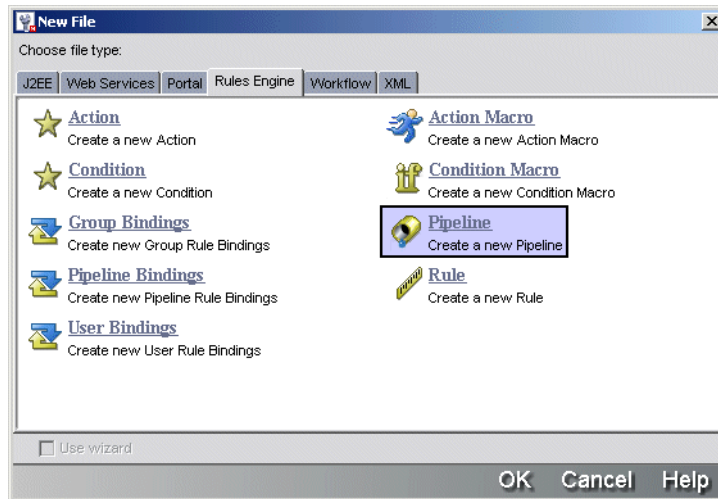 New File
Choose file type:
J2EE Web Services Portal Rules Engine Workflow XML
Action
Create a new Action
Action Macro
Create a new Action Macro
Condition
Create a new Condition
Condition Macro
Create a new Condition Macro
Group Bindings
Create new Group Rule Bindings
Pipeline
Create a new Pipeline
Pipeline Bindings
Create new Pipeline Rule Bindings
Rule
Create a new Rule
User Bindings
Create new User Rule Bindings
Use wizard
OK Cancel Help